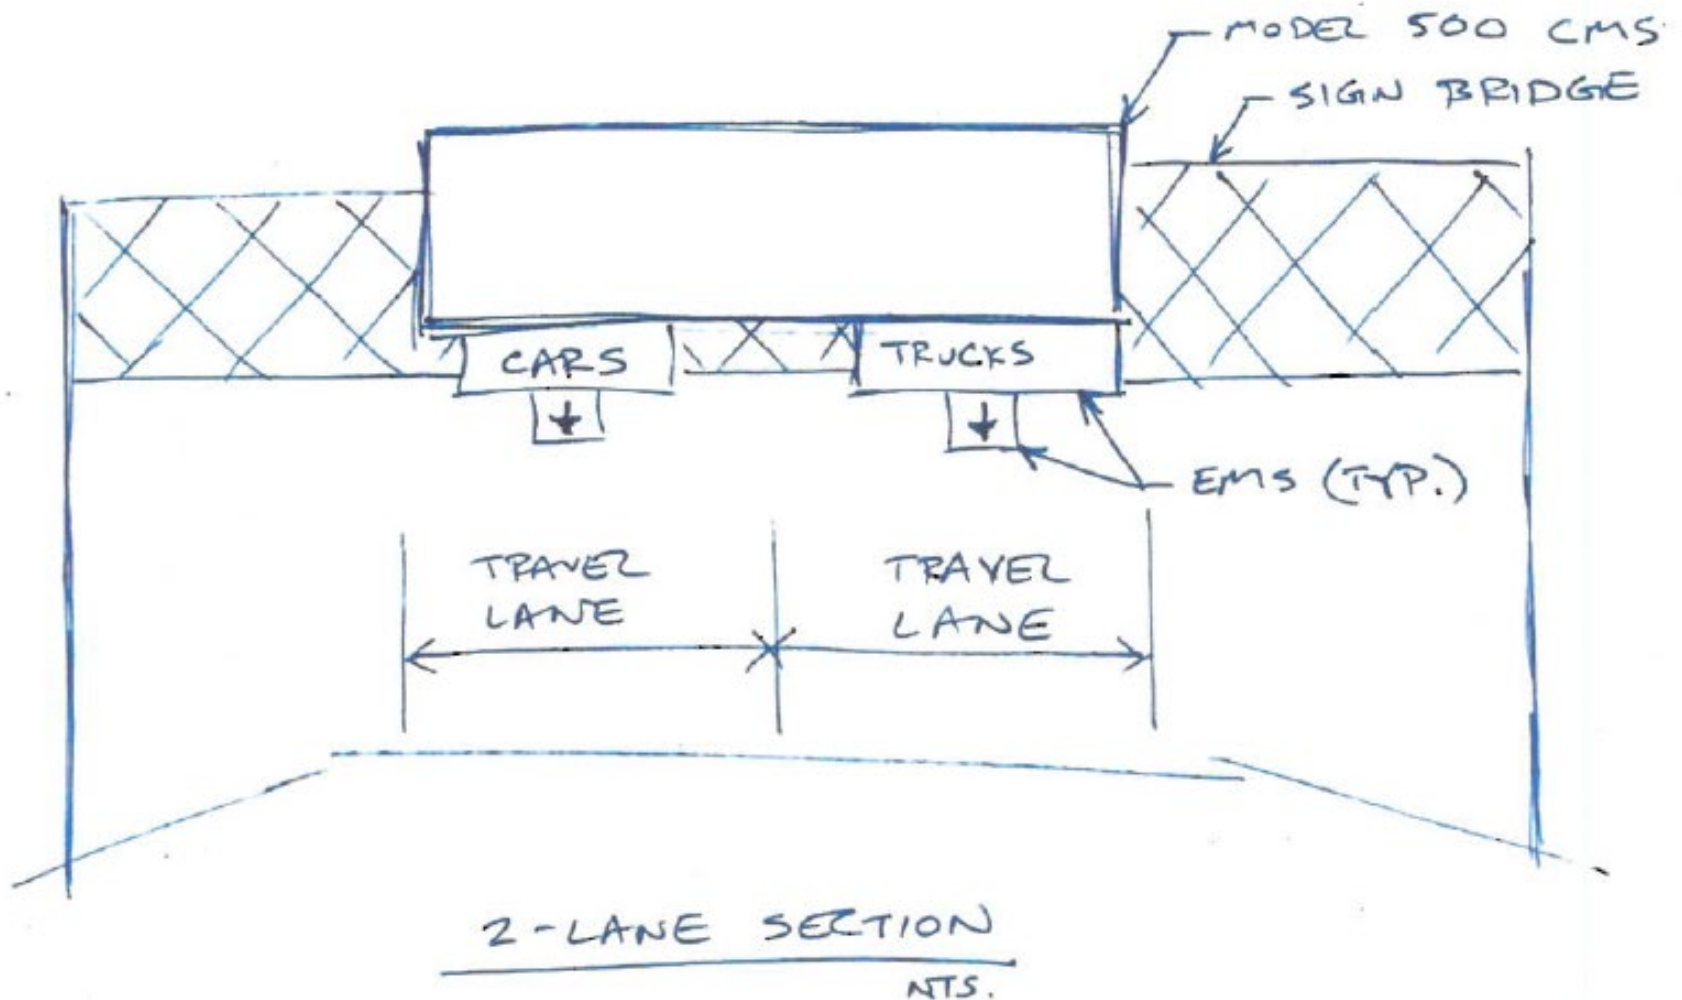 MODEL 500 CMS
SIGN BRIDGE
CARS
TRUCKS
EMS (TYP.)
TRAVEL
LANE
TRAVEL
LANE
2-LANE SECTION
NTS.